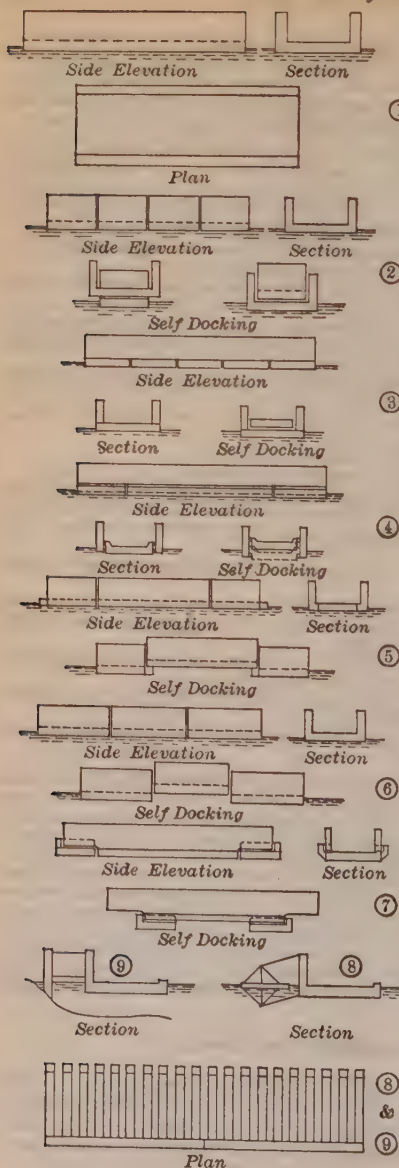 Side Elevation Section
①
Plan
Side Elevation Section
②
Self Docking
Side Elevation
③
Section Self Docking
Side Elevation
④
Section Self Docking
Side Elevation Section
⑤
Self Docking
Side Elevation Section
⑥
Self Docking
Side Elevation Section
⑦
Self Docking
⑨ ⑧
Section Section
⑧
&
⑨
Plan